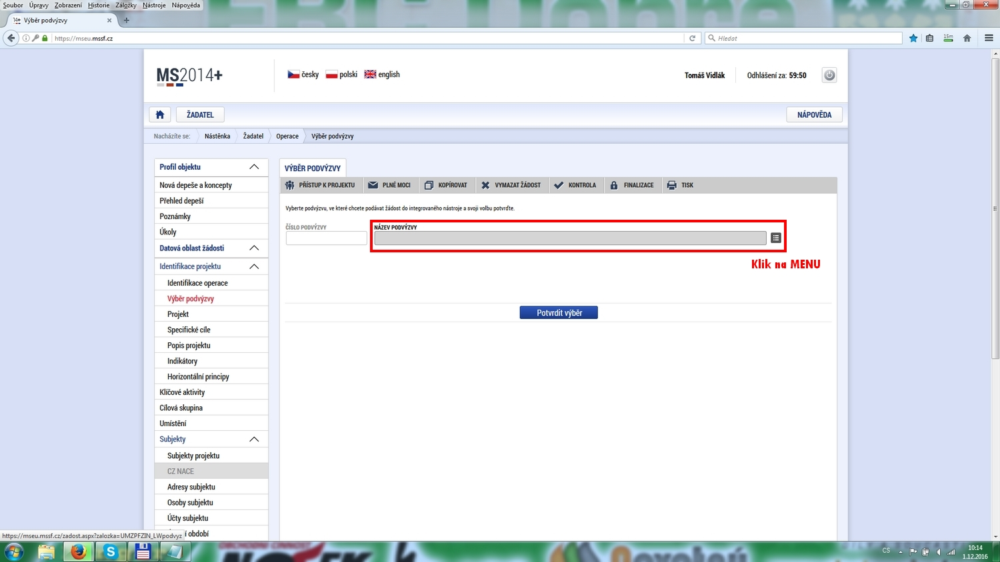 Soubor Úpravy Zobrazení Historie Záložky Nástroje Nápověda
14+ Výběr podvýzvy
https://mseu.mssf.cz
Hledat
15m
MS2014+
česky polski english
Tomáš Vidlák
Odhlášení za: 59:50
ŽADATEL
NÁPOVĚDA
Nacházíte se: Nástěnka Žadatel Operace Výběr podvýzvy
Profil objektu
Nová depeše a koncepty
Přehled depeší
Poznámky
Úkoly
Datová oblast žádosti
Identifikace projektu
Identifikace operace
Výběr podvýzvy
Projekt
Specifické cíle
Popis projektu
Indikátory
Horizontální principy
Klíčové aktivity
Cílová skupina
Umístění
Subjekty
Subjekty projektu
CZ NACE
Adresy subjektu
Osoby subjektu
Účty subjektu
í období
VÝBĚR PODVÝZVY
PŘÍSTUP K PROJEKTU PLNÉ MOCI KOPÍROVAT VYMAZAT ŽÁDOST KONTROLA FINALIZACE TISK
Vyberte podvýzvu, ve které chcete podávat žádost do integrovaného nástroje a svoji volbu potvrďte.
ČÍSLO PODVÝZVY
NÁZEV PODVÝZVY
Klik na MENU
Potvrdit výběr
https://mseu.mssf.cz/zadost.aspx?zalozka=UMZPFZIN_LWpodvyz
OBCHODNÍ ČINNOST
CS
10:14
1.12.2016